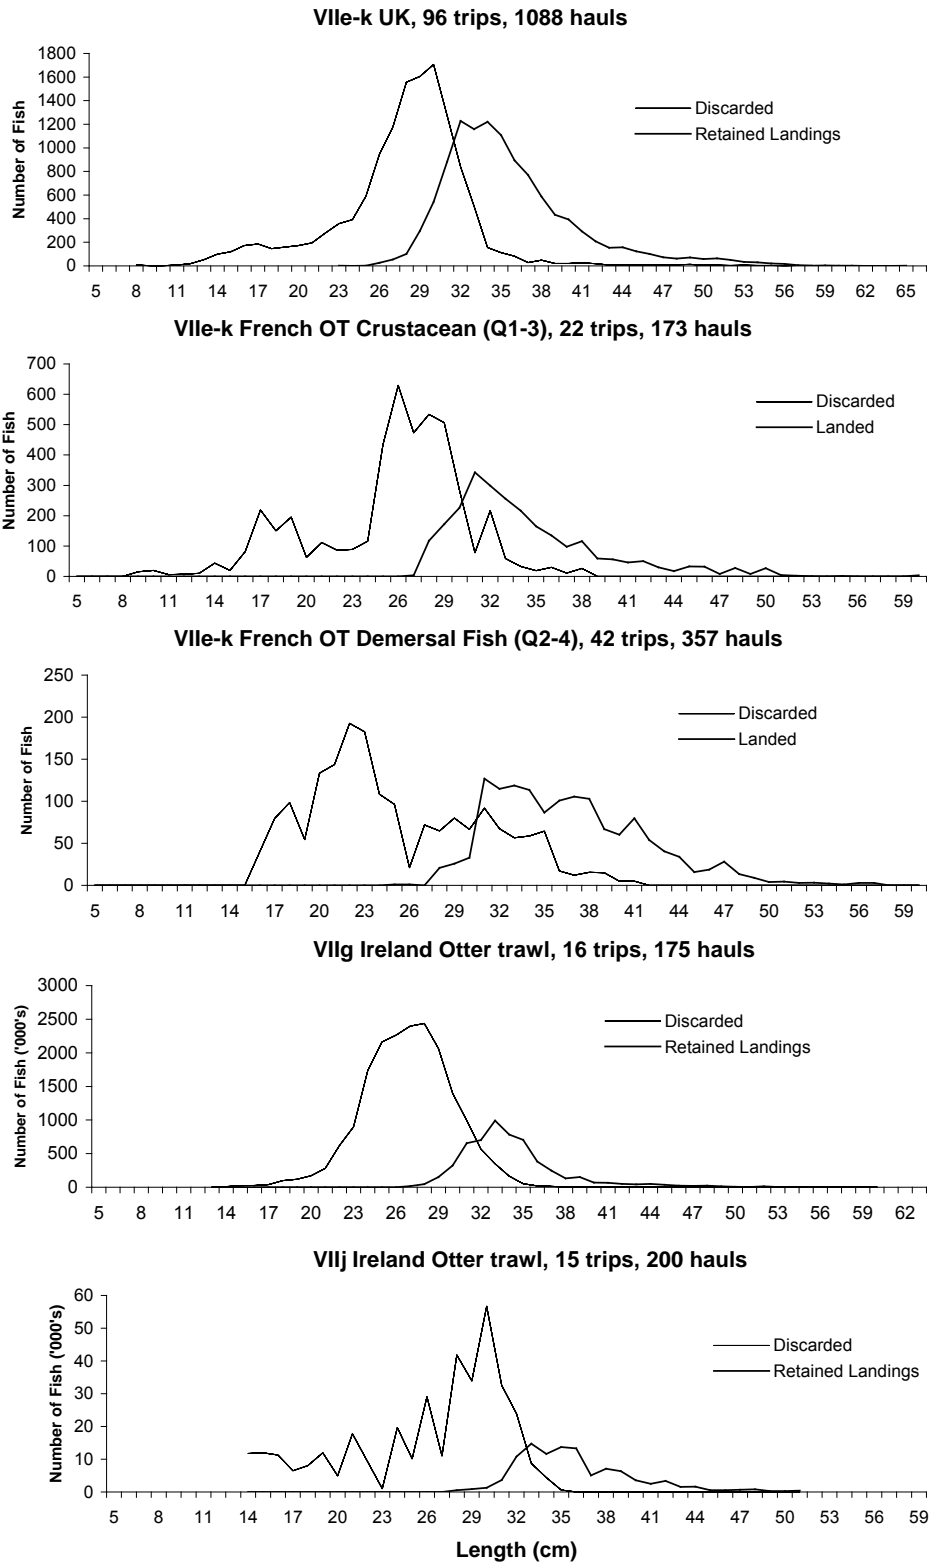 VIIe-k UK, 96 trips, 1088 hauls
1800
1600
1400
1200
1000
800
600
400
200
0
Number of Fish
Discarded
Retained Landings
5 8 11 14 17 20 23 26 29 32 35 38 41 44 47 50 53 56 59 62 65
VIIe-k French OT Crustacean (Q1-3), 22 trips, 173 hauls
700
600
500
400
300
200
100
0
Number of Fish
Discarded
Landed
5 8 11 14 17 20 23 26 29 32 35 38 41 44 47 50 53 56 59
VIIe-k French OT Demersal Fish (Q2-4), 42 trips, 357 hauls
250
200
150
100
50
0
Number of Fish
Discarded
Landed
5 8 11 14 17 20 23 26 29 32 35 38 41 44 47 50 53 56 59
VIIg Ireland Otter trawl, 16 trips, 175 hauls
3000
2500
2000
1500
1000
500
0
Number of Fish ('000's)
Discarded
Retained Landings
5 8 11 14 17 20 23 26 29 32 35 38 41 44 47 50 53 56 59 62
VIIj Ireland Otter trawl, 15 trips, 200 hauls
60
50
40
30
20
10
0
Number of Fish ('000's)
Discarded
Retained Landings
5 8 11 14 17 20 23 26 29 32 35 38 41 44 47 50 53 56 59
Length (cm)